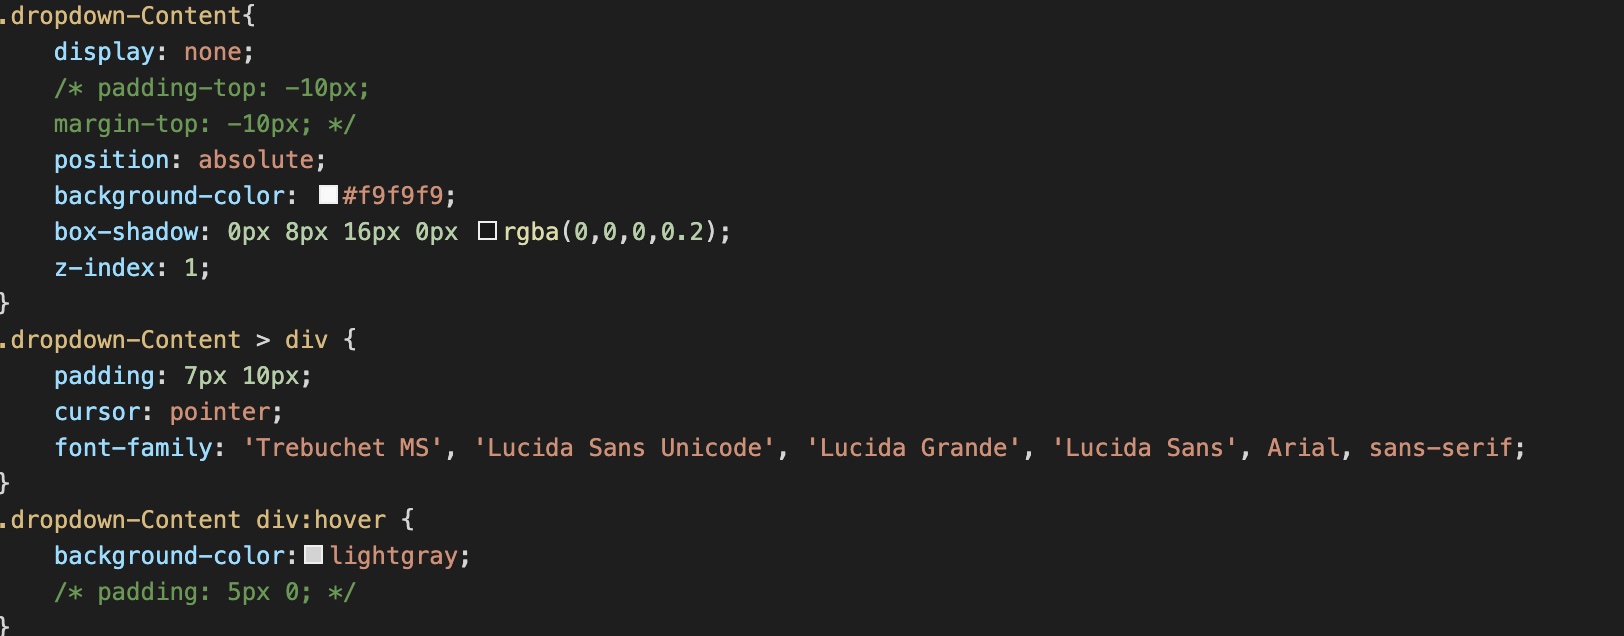 .dropdown-Content{
    display: none;
    /* padding-top: -10px;
    margin-top: -10px; */
    position: absolute;
    background-color: #f9f9f9;
    box-shadow: 0px 8px 16px 0px rgba(0,0,0,0.2);
    z-index: 1;
}
.dropdown-Content > div {
    padding: 7px 10px;
    cursor: pointer;
    font-family: 'Trebuchet MS', 'Lucida Sans Unicode', 'Lucida Grande', 'Lucida Sans', Arial, sans-serif;
}
.dropdown-Content div:hover {
    background-color: lightgray;
    /* padding: 5px 0; */
}